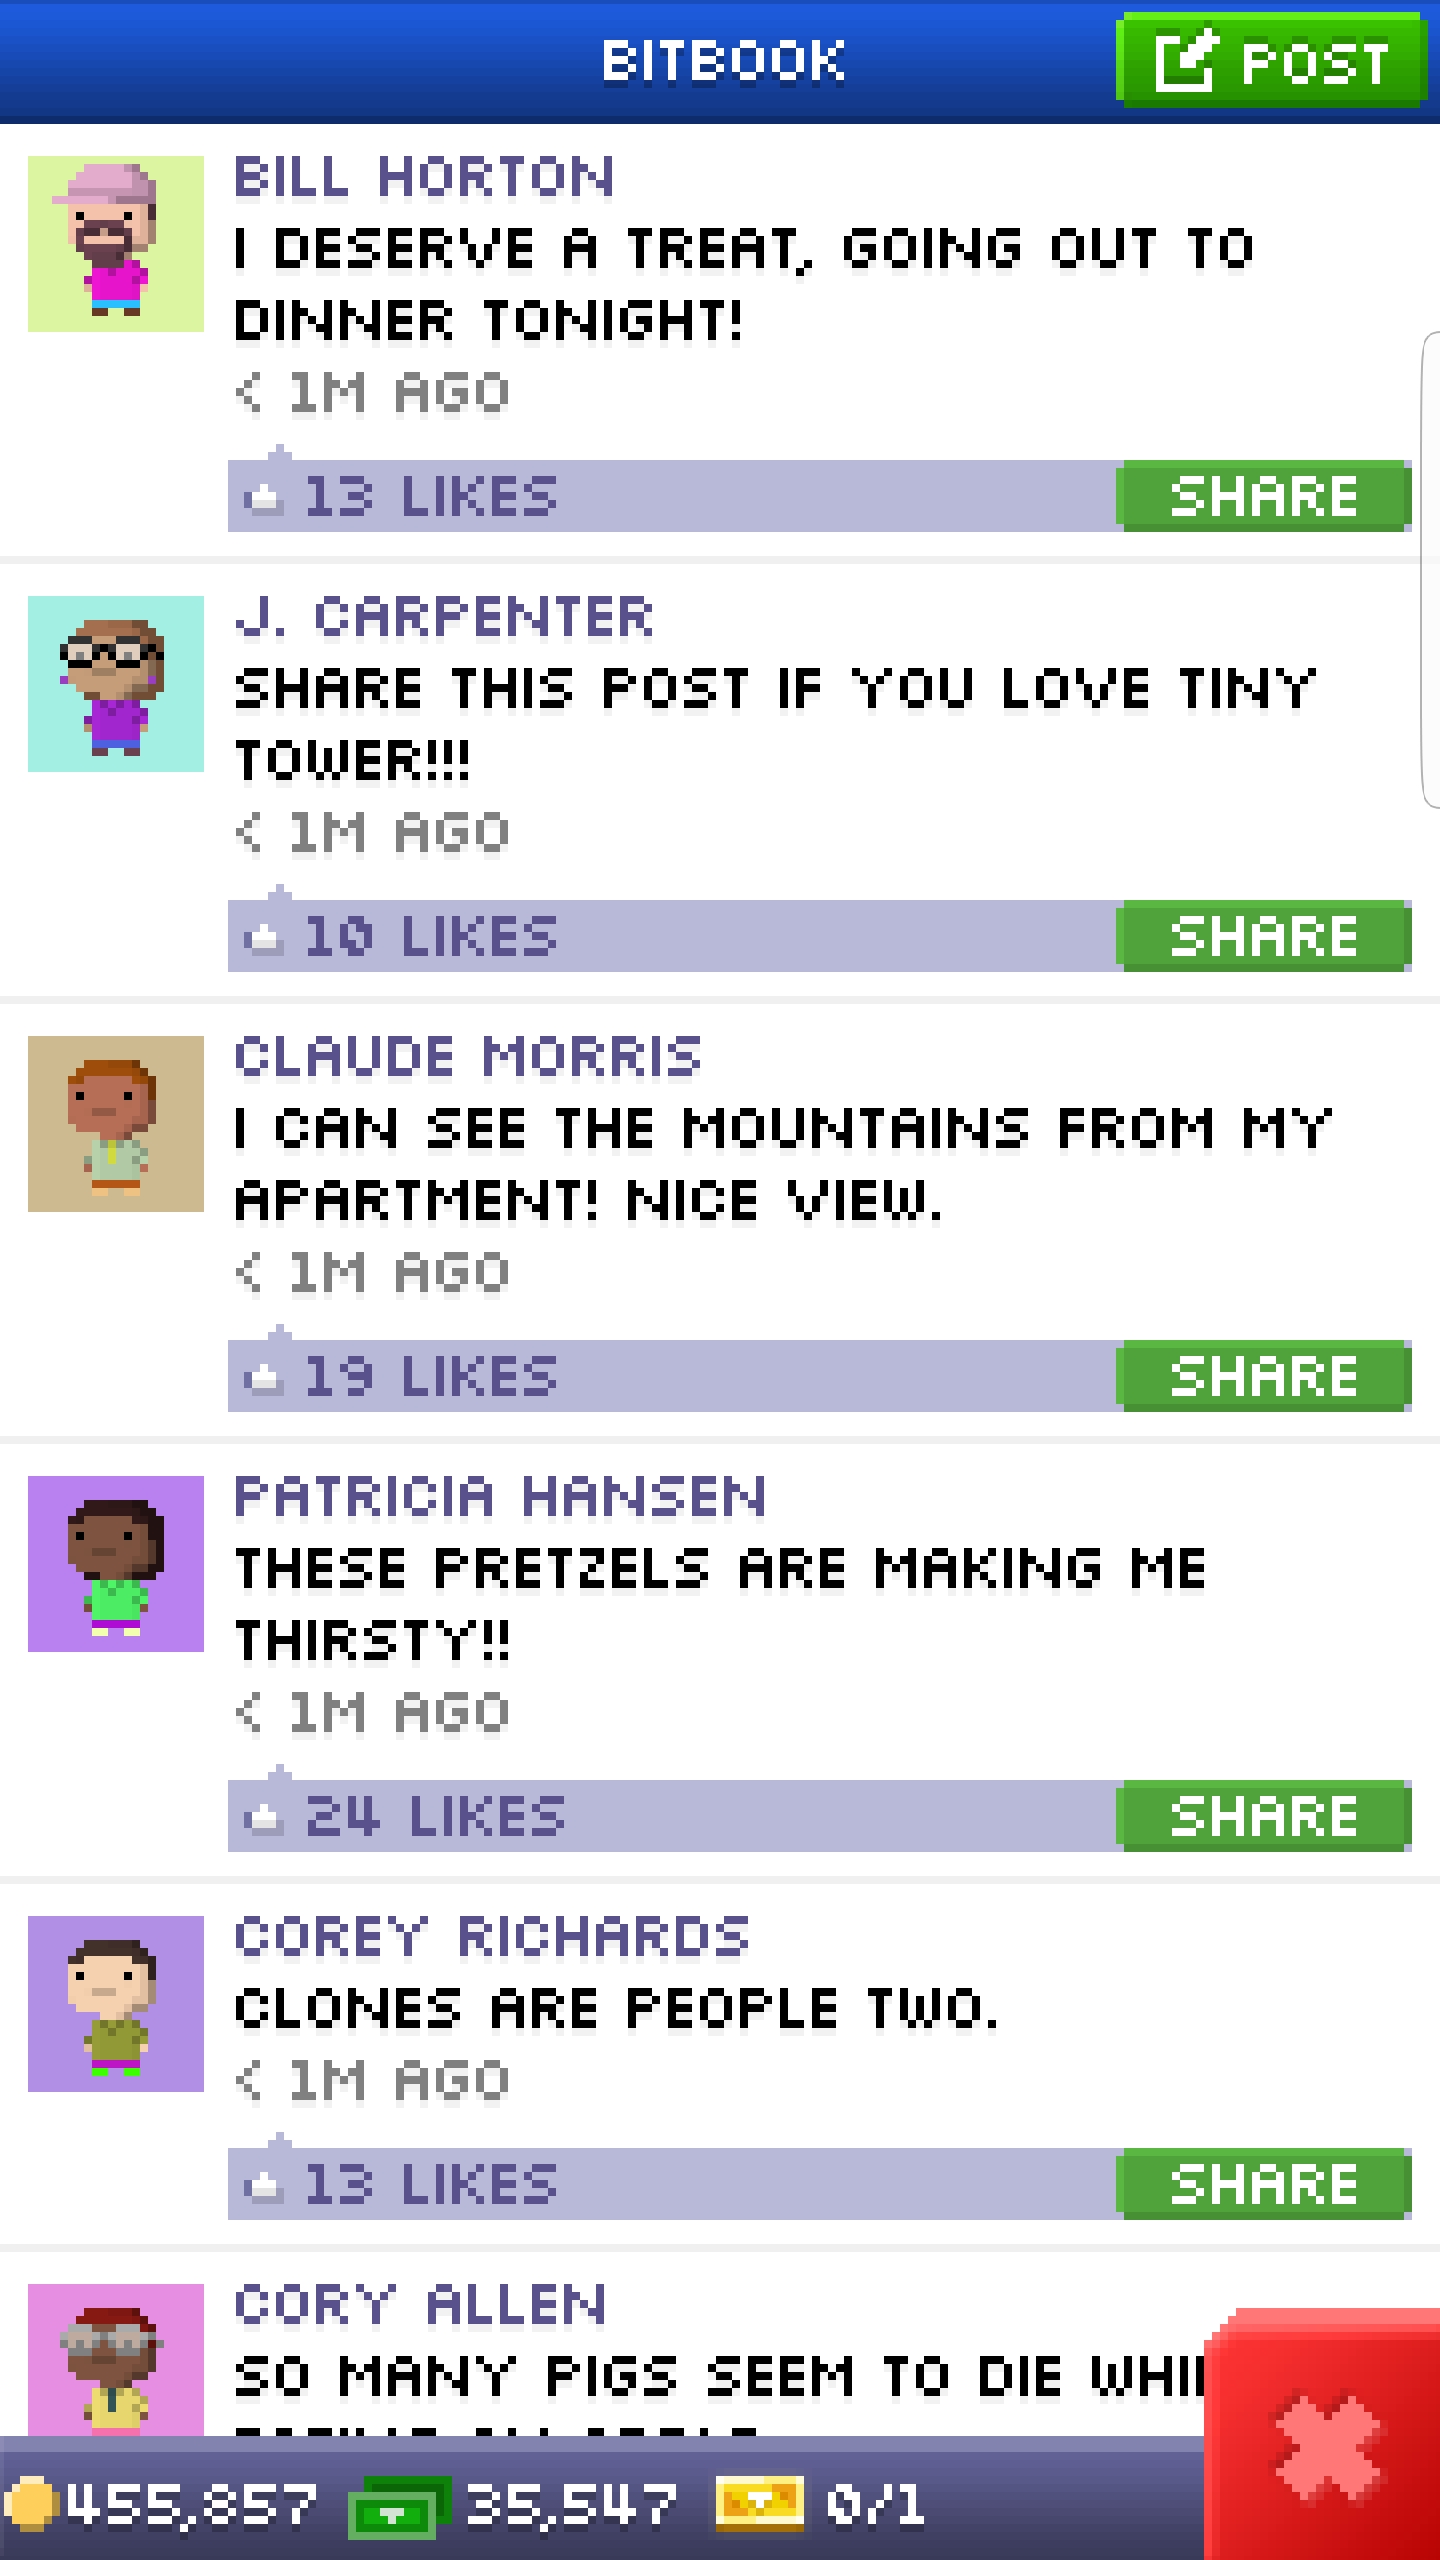 BITBOOK
POST
BILL HORTON
I DESERVE A TREAT, GOING OUT TO
DINNER TONIGHT!
< 1M AGO
13 LIKES
SHARE
J. CARPENTER
SHARE THIS POST IF YOU LOVE TINY
TOWER!!!
< 1M AGO
10 LIKES
SHARE
CLAUDE MORRIS
I CAN SEE THE MOUNTAINS FROM MY
APARTMENT! NICE VIEW.
< 1M AGO
19 LIKES
SHARE
PATRICIA HANSEN
THESE PRETZELS ARE MAKING ME
THIRSTY!!
< 1M AGO
24 LIKES
SHARE
COREY RICHARDS
CLONES ARE PEOPLE TWO.
< 1M AGO
13 LIKES
SHARE
CORY ALLEN
SO MANY PIGS SEEM TO DIE
455,857
35,547
0/1